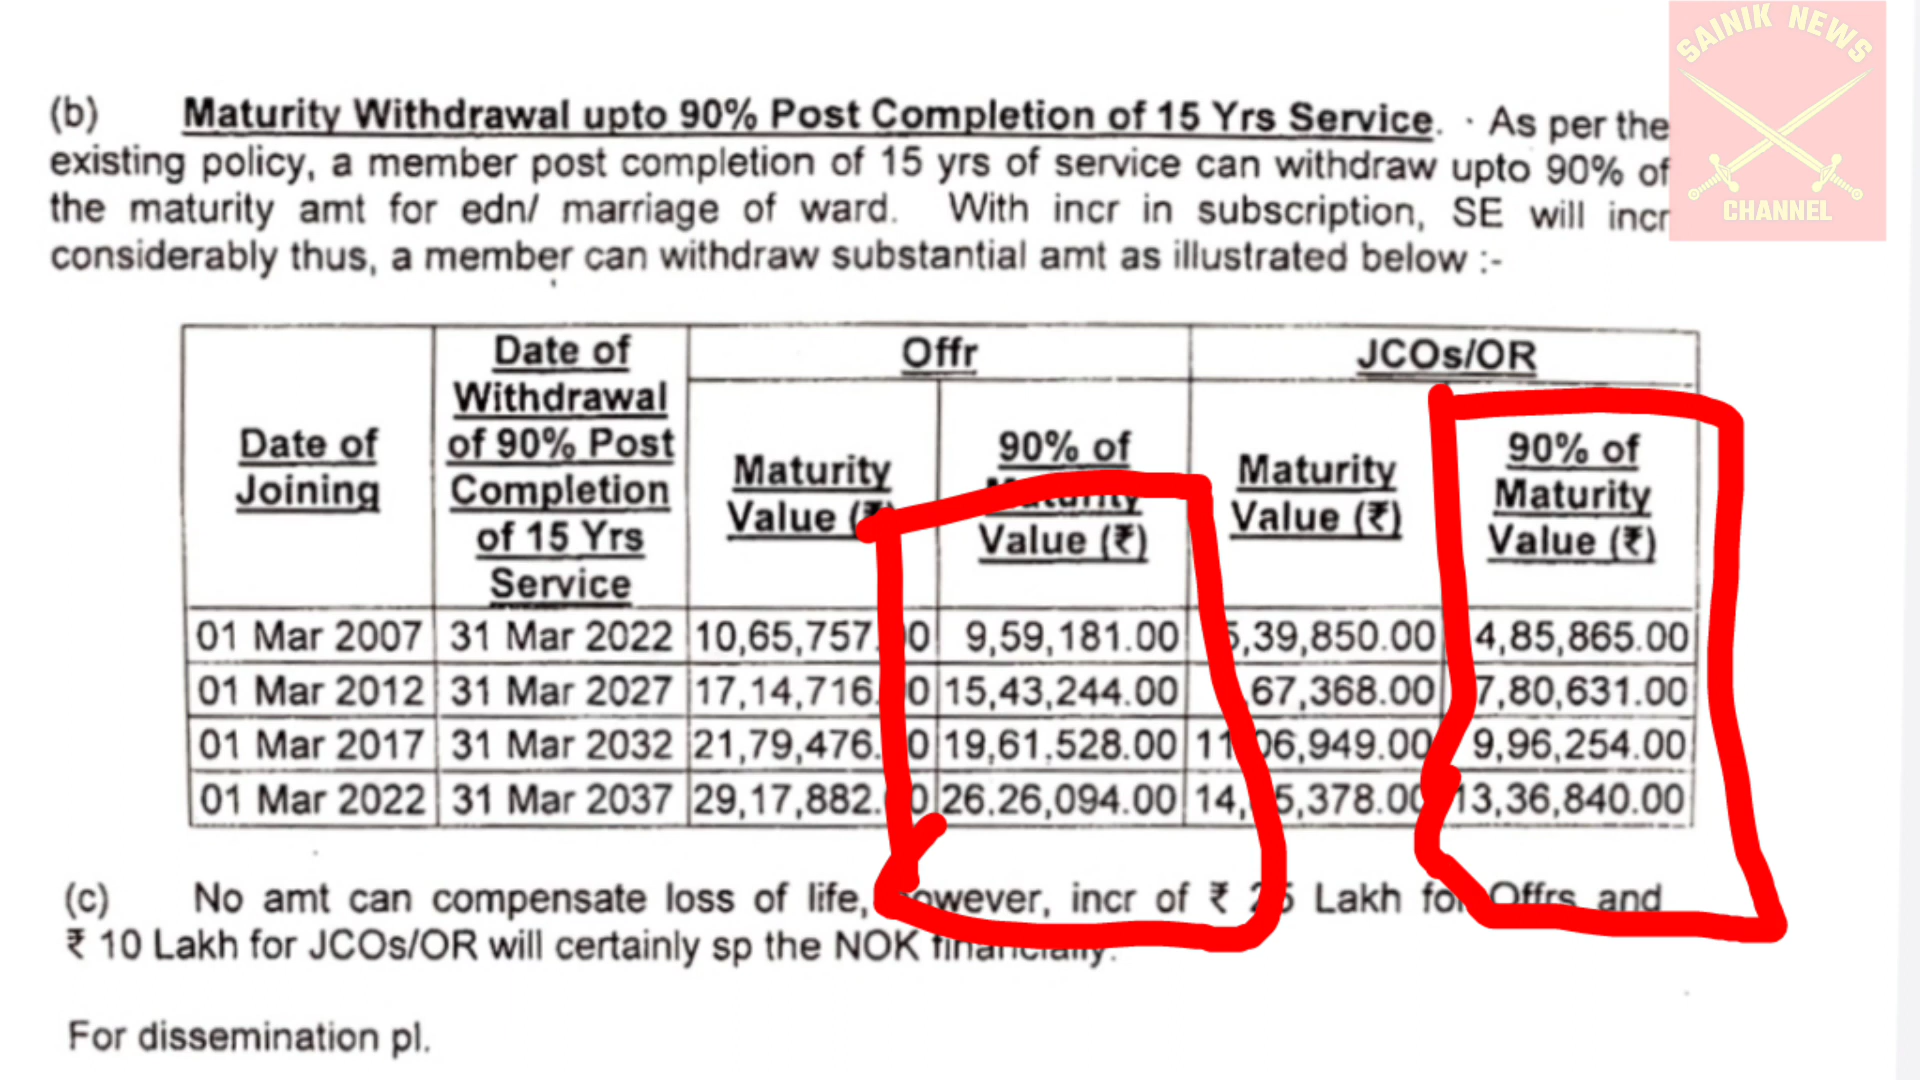 SAINIK NEWS
CHANNEL
(b) Maturity Withdrawal upto 90% Post Completion of 15 Yrs Service. As per the
existing policy, a member post completion of 15 yrs of service can withdraw upto 90% of
the maturity amt for edn/ marriage of ward. With incr in subscription, SE will incr
considerably thus, a member can withdraw substantial amt as illustrated below :-
Date of Joining
Date of Withdrawal of 90% Post Completion of 15 Yrs Service
Offr
JCOs/OR
Maturity Value (₹)
90% of Maturity Value (₹)
Maturity Value (₹)
90% of Maturity Value (₹)
01 Mar 2007 31 Mar 2022 10,65,757. 0 9,59,181.00 5,39,850.00 4,85,865.00
01 Mar 2012 31 Mar 2027 17,14,716. 0 15,43,244.00 ,67,368.00 7,80,631.00
01 Mar 2017 31 Mar 2032 21,79,476. 0 19,61.528.00 11, 06,949.00 9,96,254.00
01 Mar 2022 31 Mar 2037 29,17,882. 0 26.26,094.00 14, 5,378.00 13,36,840.00
(c) No amt can compensate loss of life, however, incr of ₹ 25 Lakh for Offrs and
₹ 10 Lakh for JCOs/OR will certainly sp the NOK financially.
For dissemination pl.